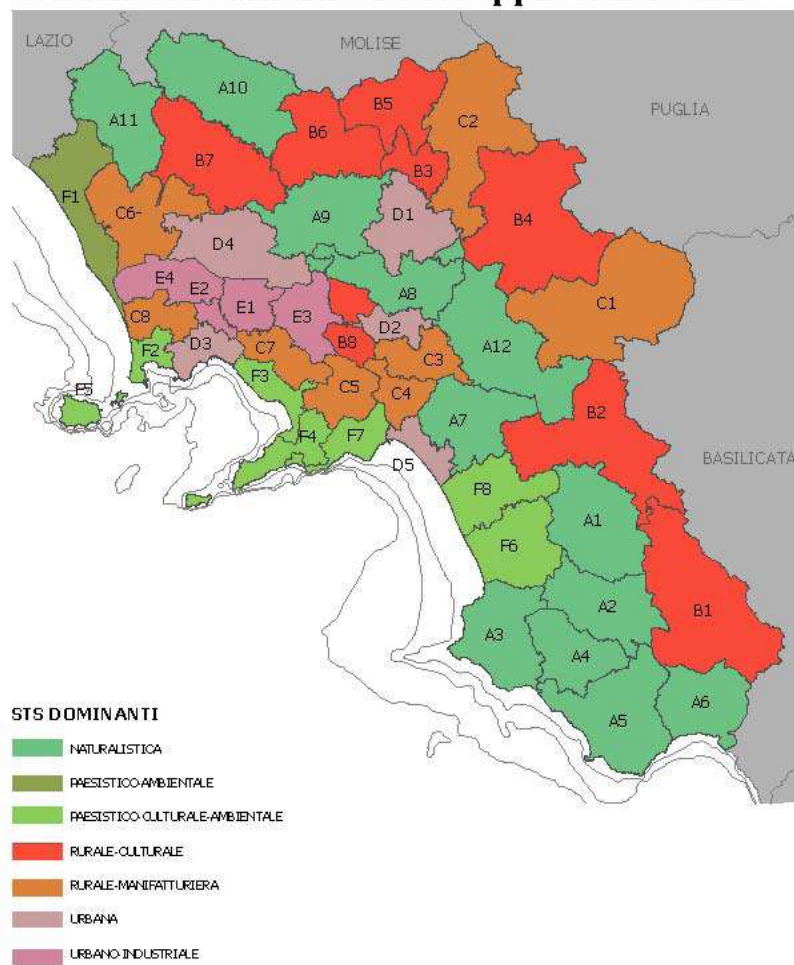 LAZIO
MOLISE
PUGLIA
BASILICATA
A10
A11
B5
C2
B6
B7
B3
F1
C6-
A9
D1
B4
D4
E4
E2
E1
E3
A8
C1
C8
D2
F2
D3
C7
B8
C3
A12
F5
F3
C5
C4
B2
F4
F7
A7
D5
F8
A1
F6
A2
B1
A3
A4
A6
A5
STS DOMINANTI
NATURALISTICA
PAESISTICO-AMBIENTALE
PAESISTICO-CULTURALE-AMBIENTALE
RURALE-CULTURALE
RURALE-MANIFATTURIERA
URBANA
URBANO-INDUSTRIALE